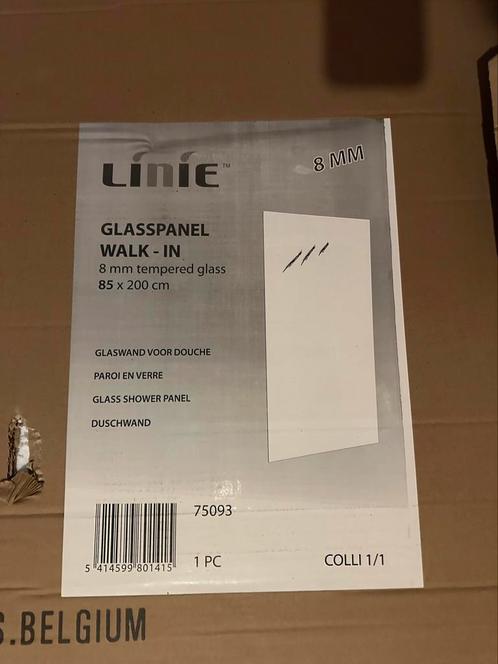 LINIE™
8 MM
GLASSPANEL
WALK - IN
8 mm tempered glass
85 x 200 cm
GLASWAND VOOR DOUCHE
PAROI EN VERRE
GLASS SHOWER PANEL
DUSCHWAND
75093
5 414599 801415
1 PC
COLLI 1/1
S.BELGIUM